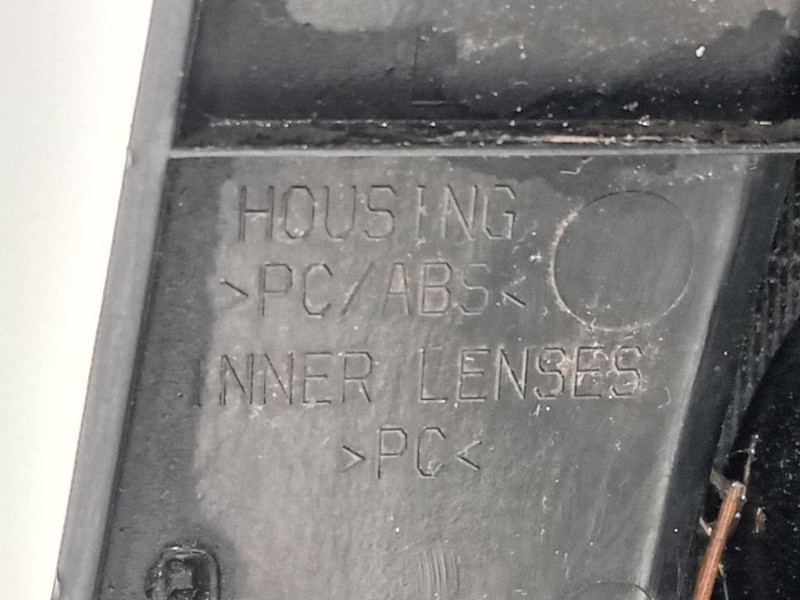 HOUSING
>PC/ABS<
INNER LENSES
>PC<